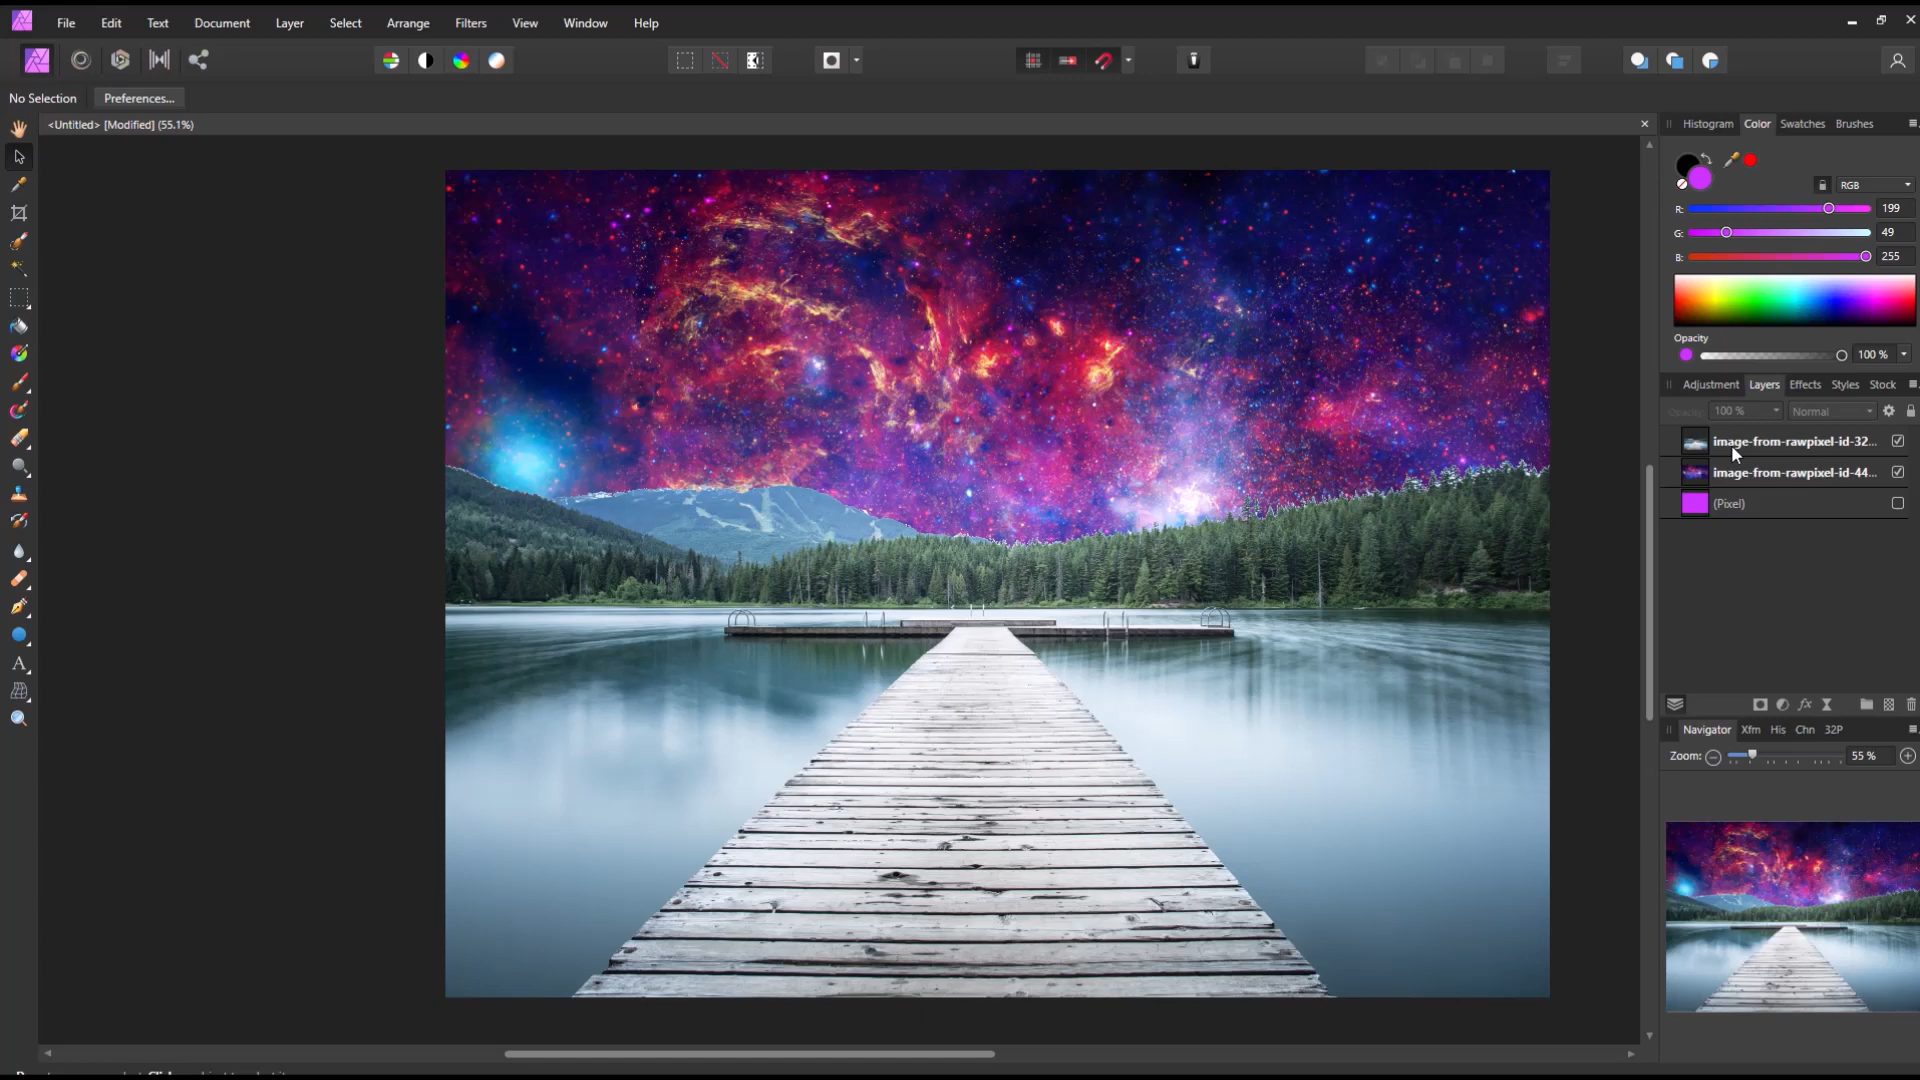 File Edit Text Document Layer Select Arrange Filters View Window Help
No Selection Preferences...
<Untitled> [Modified] (55.1%)
Histogram Color Swatches Brushes
RGB
R: 199
G: 49
B: 255
Opacity
100 %
Adjustment Layers Effects Styles Stock
Opacity: 100 % Normal
image-from-rawpixel-id-32...
image-from-rawpixel-id-44...
(Pixel)
Navigator Xfm His Chn 32P
Zoom: 55 %